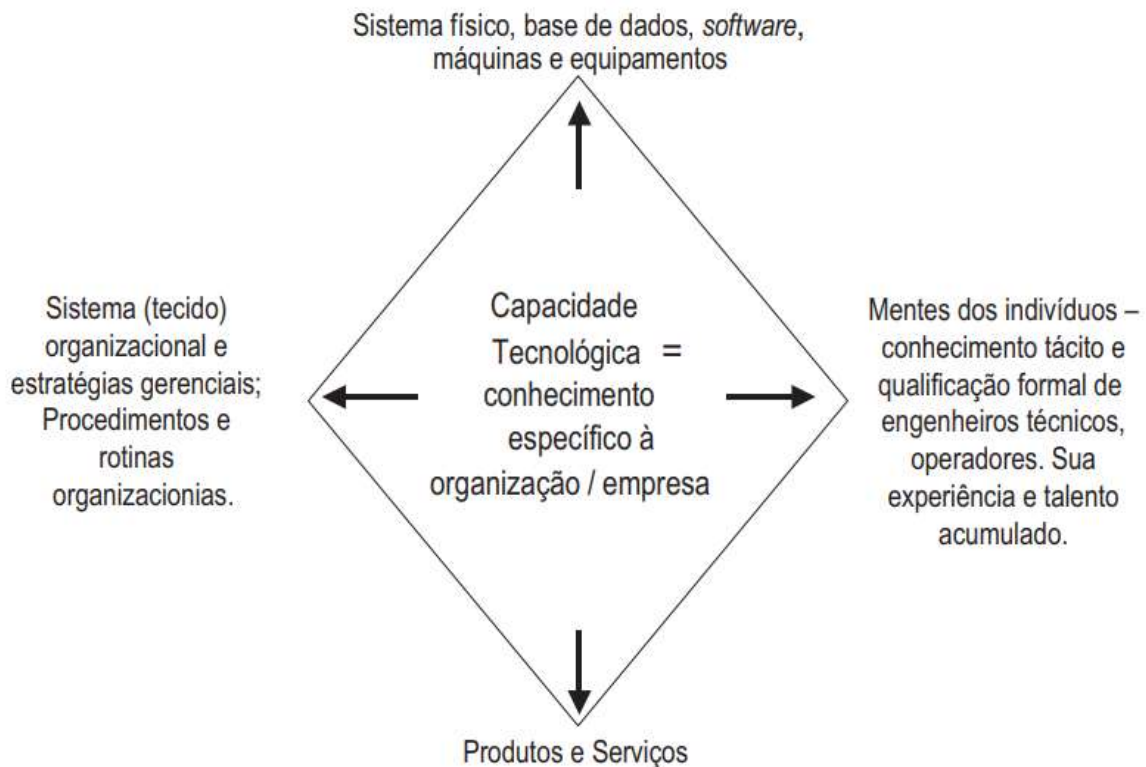 Sistema físico, base de dados, software,
máquinas e equipamentos
Sistema (tecido)
organizacional e
estratégias gerenciais;
Procedimentos e
rotinas
organizacionias.
Capacidade
Tecnológica =
conhecimento
específico à
organização / empresa
Mentes dos indivíduos –
conhecimento tácito e
qualificação formal de
engenheiros técnicos,
operadores. Sua
experiência e talento
acumulado.
Produtos e Serviços